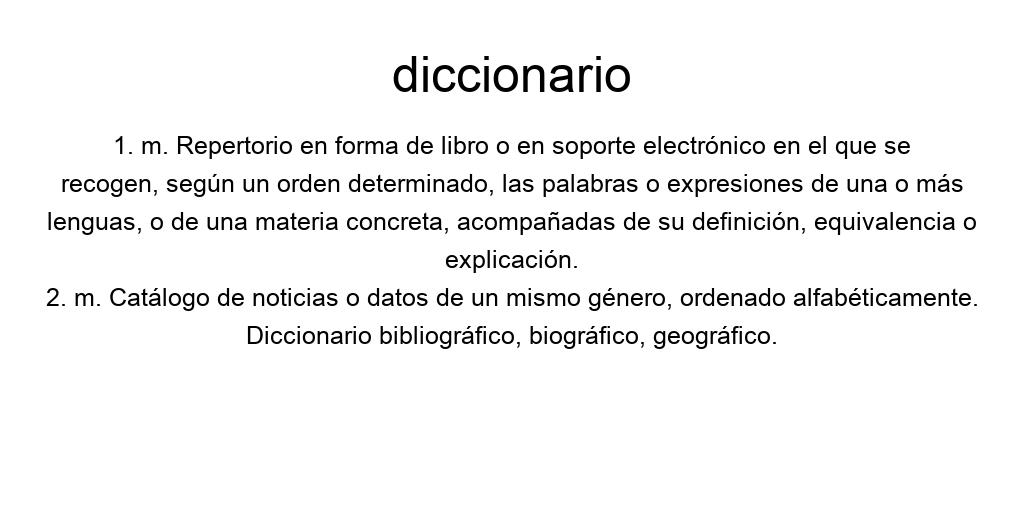 diccionario
1. m. Repertorio en forma de libro o en soporte electrónico en el que se
recogen, según un orden determinado, las palabras o expresiones de una o más
lenguas, o de una materia concreta, acompañadas de su definición, equivalencia o
explicación.
2. m. Catálogo de noticias o datos de un mismo género, ordenado alfabéticamente.
Diccionario bibliográfico, biográfico, geográfico.